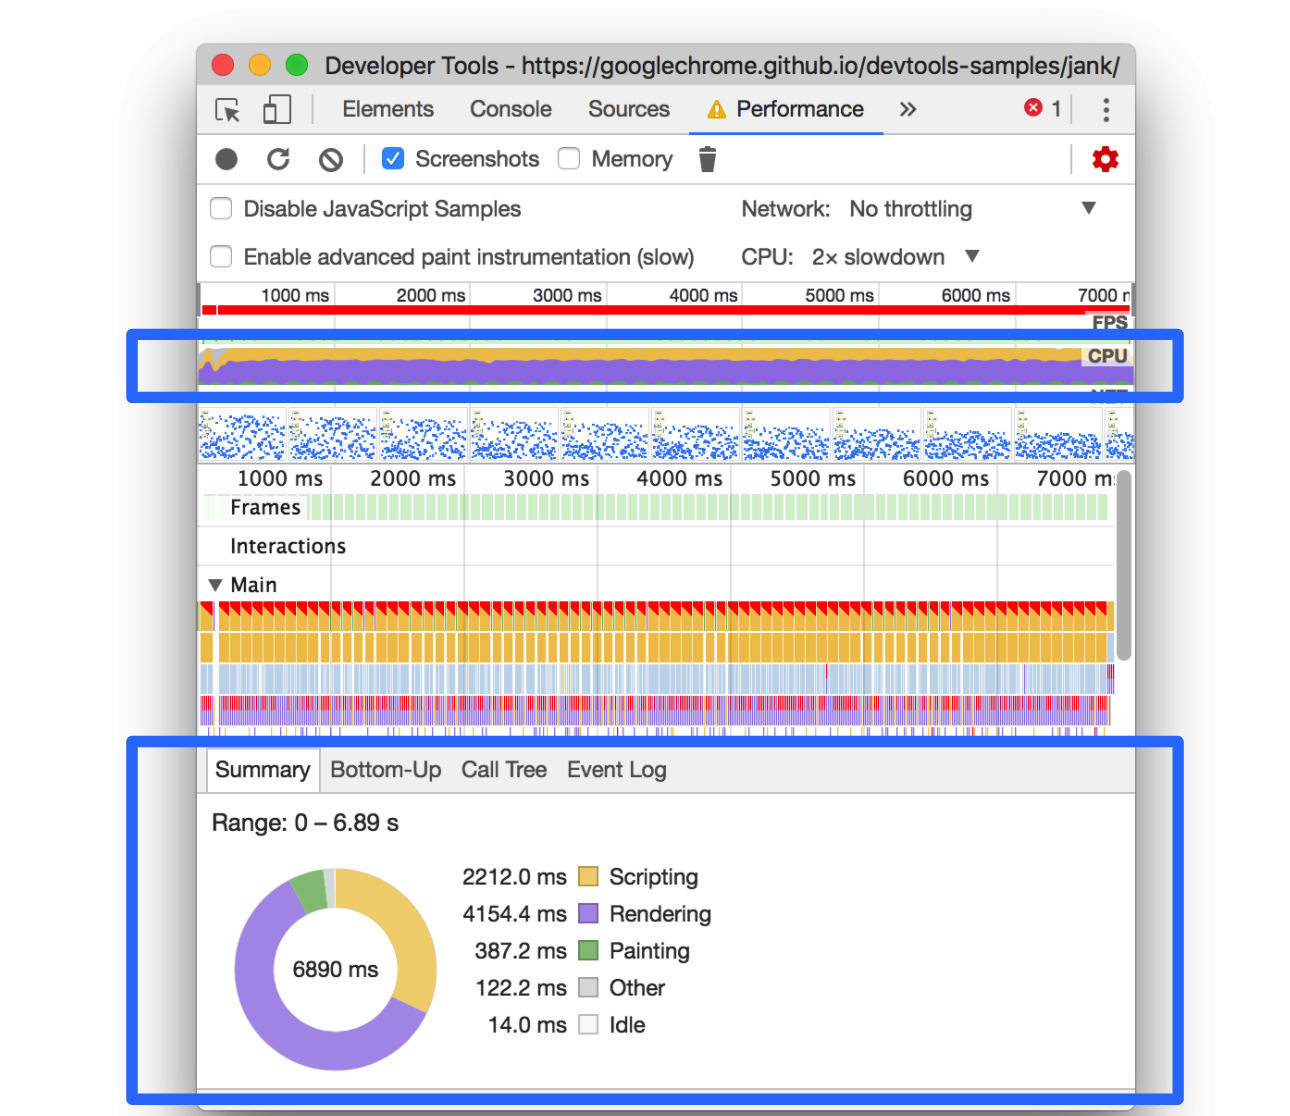 Developer Tools - https://googlechrome.github.io/devtools-samples/jank/
Elements Console Sources Performance » 1
Screenshots Memory
Disable JavaScript Samples Network: No throttling
Enable advanced paint instrumentation (slow) CPU: 2× slowdown
1000 ms 2000 ms 3000 ms 4000 ms 5000 ms 6000 ms 7000
FPS
CPU
NET
1000 ms 2000 ms 3000 ms 4000 ms 5000 ms 6000 ms 7000 m
Frames
Interactions
Main
Summary Bottom-Up Call Tree Event Log
Range: 0 – 6.89 s
2212.0 ms Scripting
4154.4 ms Rendering
6890 ms
387.2 ms Painting
122.2 ms Other
14.0 ms Idle